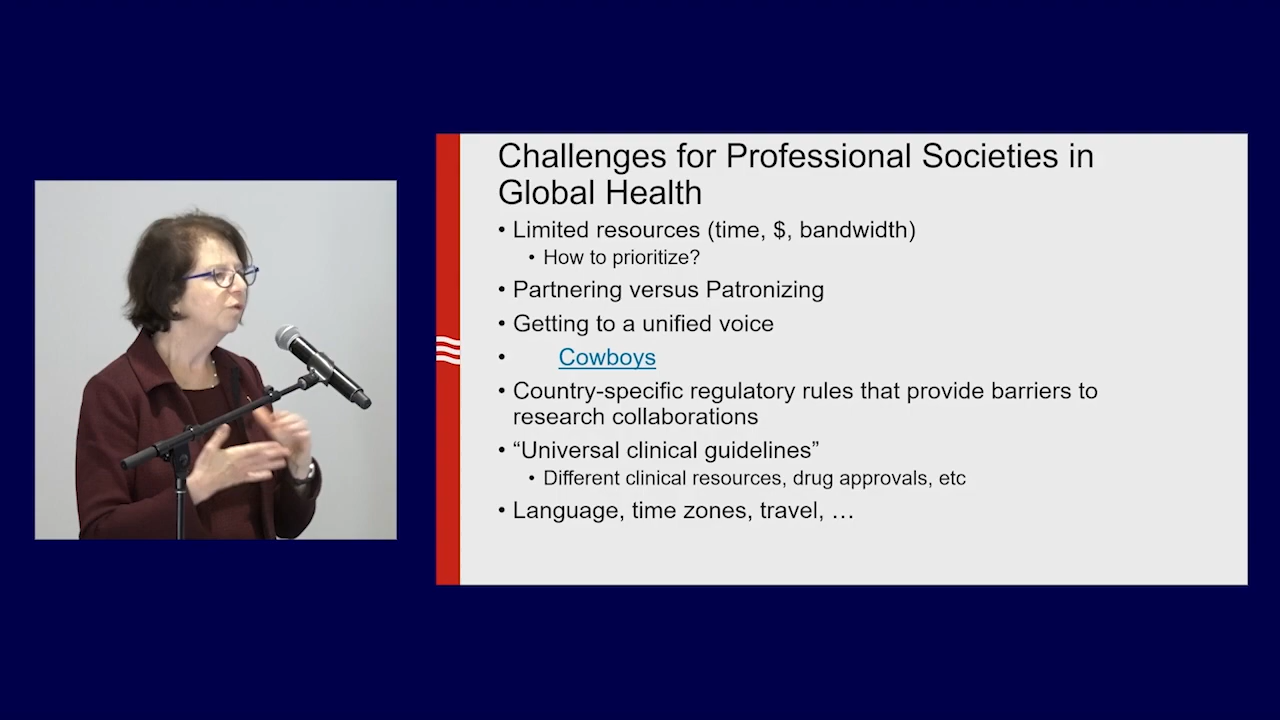 Challenges for Professional Societies in
Global Health
• Limited resources (time, $, bandwidth)
• How to prioritize?
• Partnering versus Patronizing
• Getting to a unified voice
• Cowboys
• Country-specific regulatory rules that provide barriers to
research collaborations
• “Universal clinical guidelines”
• Different clinical resources, drug approvals, etc
• Language, time zones, travel, …